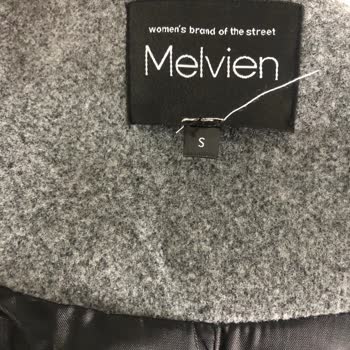 women's brand of the street
Melvien
S